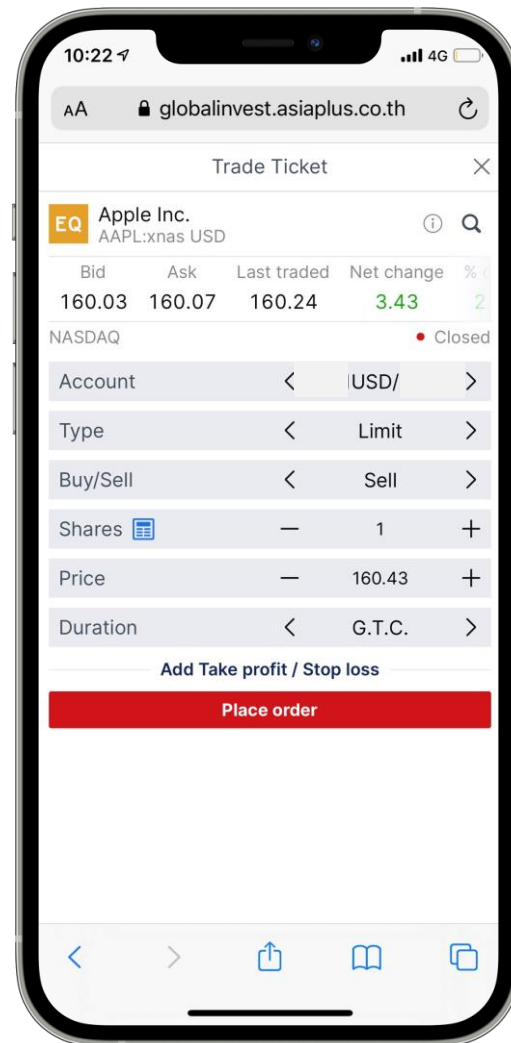 10:22 4G
AA globalinvest.asiaplus.co.th
Trade Ticket
EQ Apple Inc.
AAPL:xnas USD
Bid Ask Last traded Net change %
160.03 160.07 160.24 3.43 2
NASDAQ Closed
Account USD/
Type Limit
Buy/Sell Sell
Shares 1
Price 160.43
Duration G.T.C.
Add Take profit / Stop loss
Place order